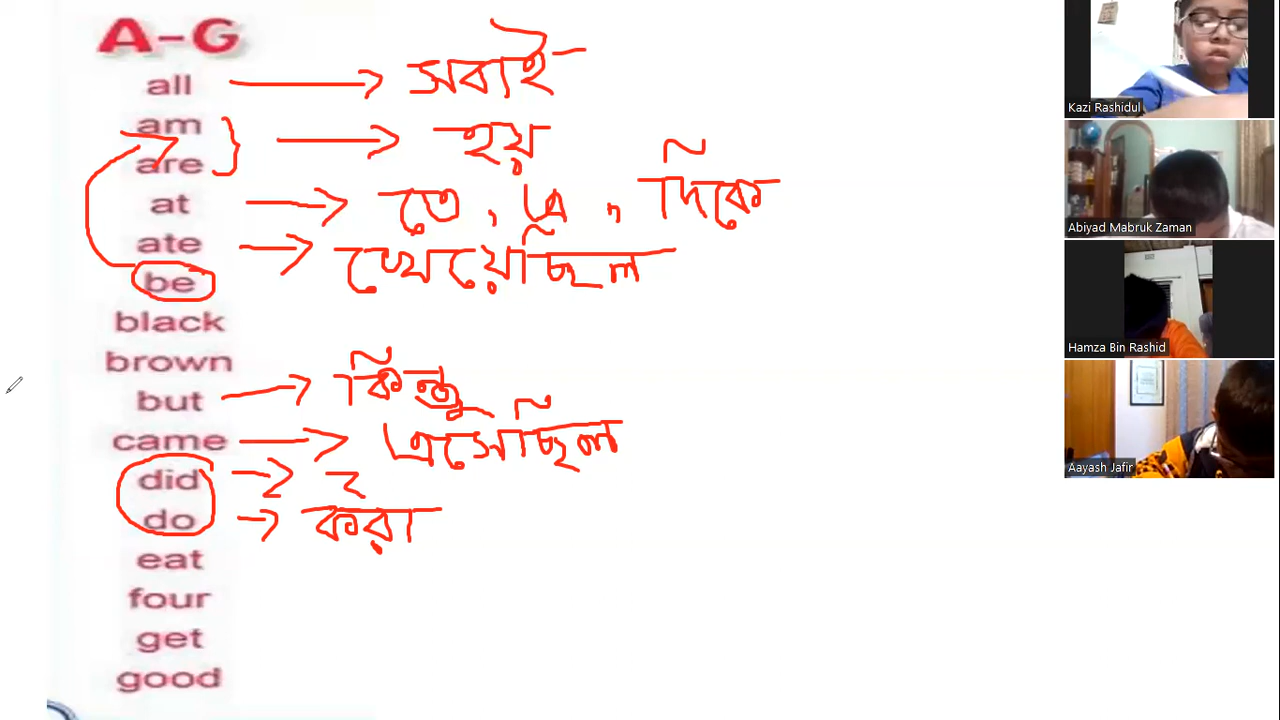 A-G
all → সবাই
am } → হয়
are
at → তে, এ, দিকে
ate → খেয়েছিল
be
black
brown
but → কিন্তু
came → এসেছিল
did →
do → করা
eat
four
get
good
Kazi Rashidul
Abiyad Mabruk Zaman
Hamza Bin Rashid
Aayash Jafir